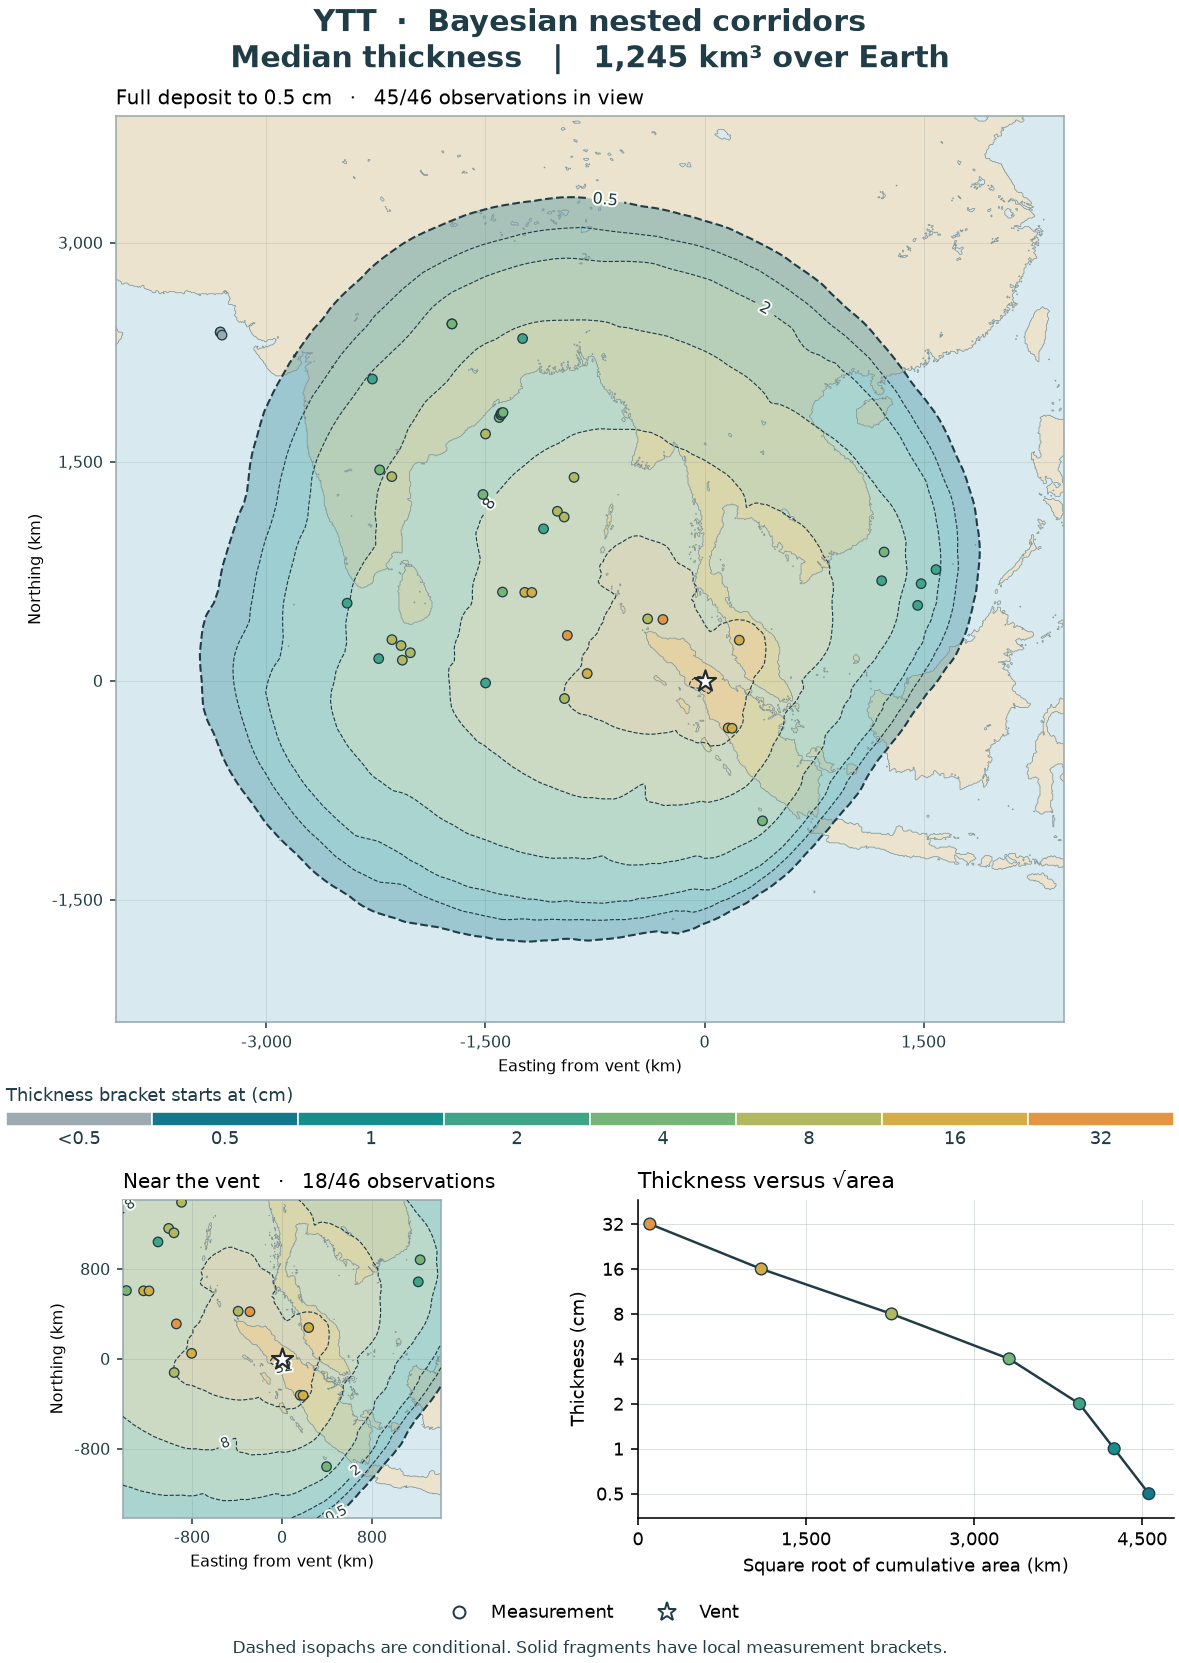 YTT · Bayesian nested corridors
Median thickness | 1,245 km³ over Earth
Full deposit to 0.5 cm · 45/46 observations in view
0.5
2
8
3,000
1,500
0
-1,500
Northing (km)
-3,000 -1,500 0 1,500
Easting from vent (km)
Thickness bracket starts at (cm)
<0.5 0.5 1 2 4 8 16 32
Near the vent · 18/46 observations
8
8
2
0.5
800
0
-800
Northing (km)
-800 0 800
Easting from vent (km)
Thickness versus √area
32
16
8
4
2
1
0.5
Thickness (cm)
0 1,500 3,000 4,500
Square root of cumulative area (km)
Measurement Vent
Dashed isopachs are conditional. Solid fragments have local measurement brackets.